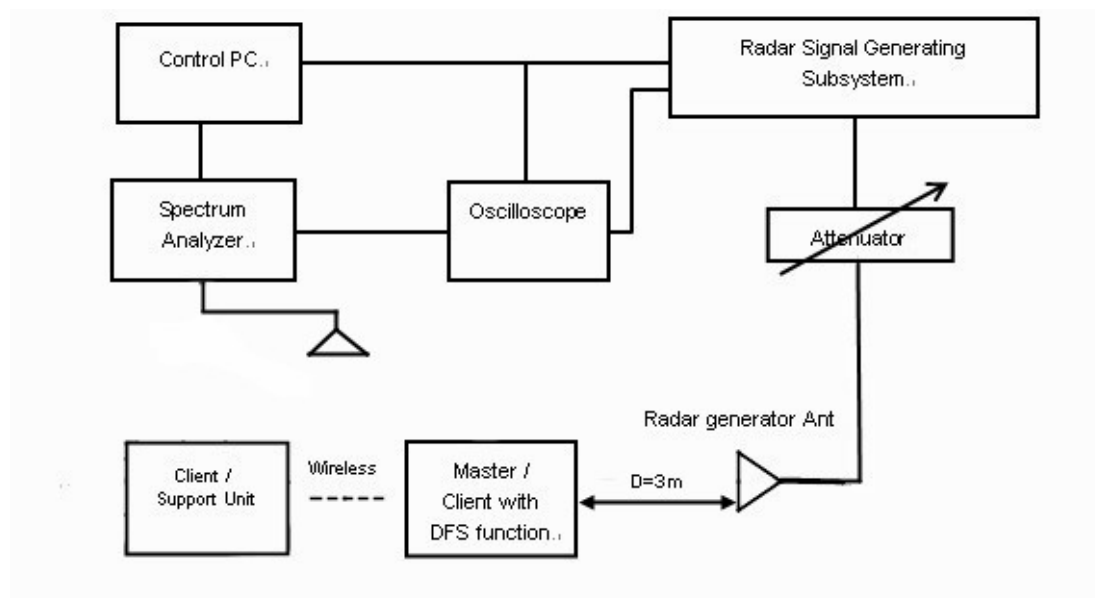 Control PC.
Radar Signal Generating
Subsystem.
Spectrum
Analyzer.
Oscilloscope
Attenuator
Radar generator Ant
Client /
Support Unit
Wireless
Master /
Client with
DFS function.
D=3m